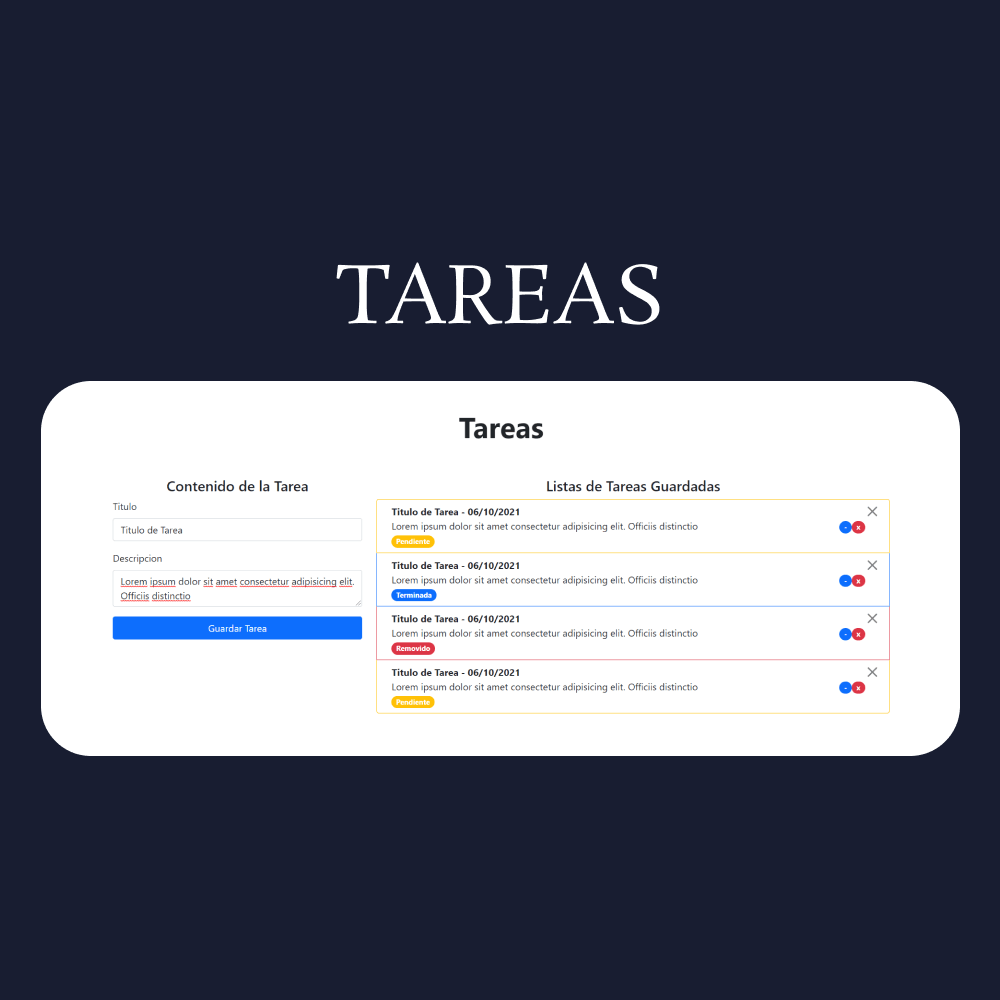 TAREAS
Tareas
Contenido de la Tarea
Titulo
Titulo de Tarea
Descripcion
Lorem ipsum dolor sit amet consectetur adipisicing elit.
Officiis distinctio
Guardar Tarea
Listas de Tareas Guardadas
Titulo de Tarea - 06/10/2021
Lorem ipsum dolor sit amet consectetur adipisicing elit. Officiis distinctio
- x
Pendiente
Titulo de Tarea - 06/10/2021
Lorem ipsum dolor sit amet consectetur adipisicing elit. Officiis distinctio
- x
Terminada
Titulo de Tarea - 06/10/2021
Lorem ipsum dolor sit amet consectetur adipisicing elit. Officiis distinctio
- x
Removido
Titulo de Tarea - 06/10/2021
Lorem ipsum dolor sit amet consectetur adipisicing elit. Officiis distinctio
- x
Pendiente